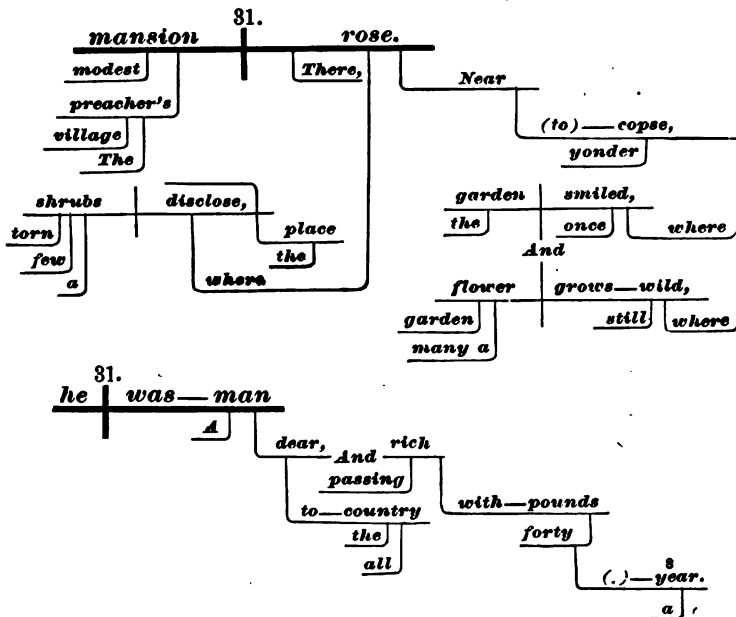 31.
mansion rose.
modest There, Near
preacher's
village (to) copse,
The yonder
shrubs disclose, garden smiled,
torn place the once where
few the And
a where flower grows wild,
garden still where
many a
31.
he was man
A
dear, And rich
passing
to country with pounds
the forty
all
8
(.) year.
a